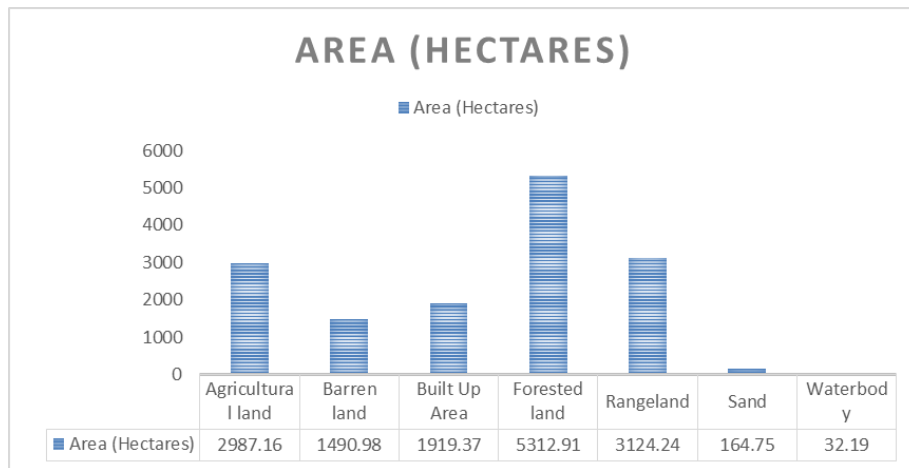 AREA (HECTARES)
Area (Hectares)
6000
5000
4000
3000
2000
1000
0
Agricultura Barren Built Up Forested Rangeland Sand Waterbod
l land land Area land y
Area (Hectares) 2987.16 1490.98 1919.37 5312.91 3124.24 164.75 32.19